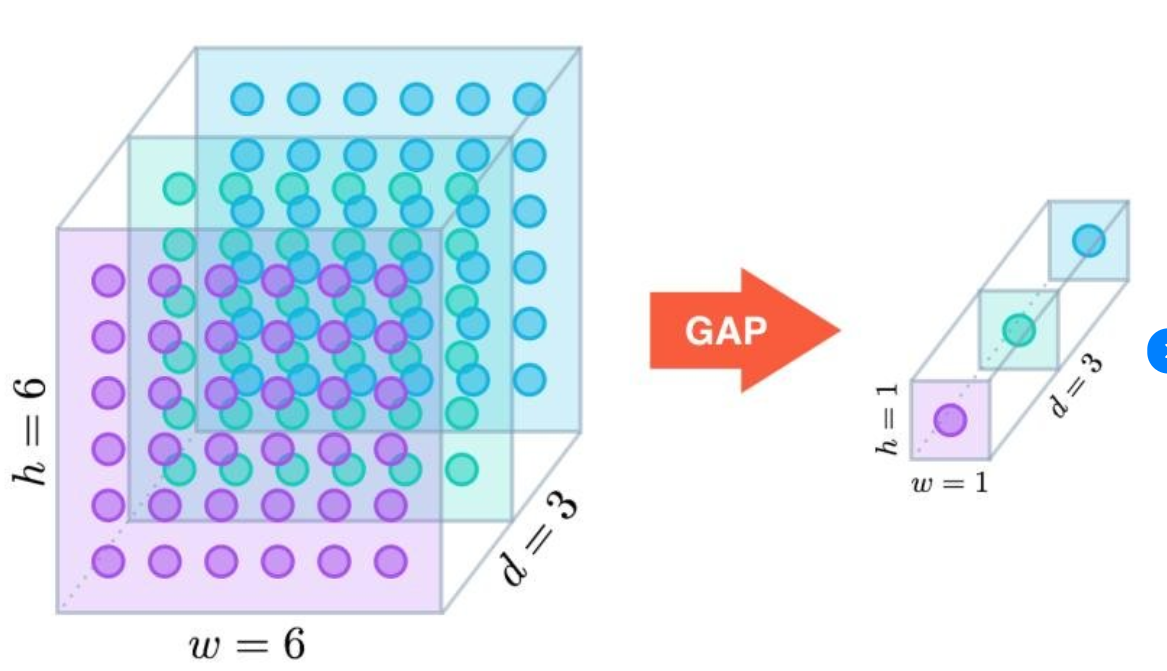 h = 6
w = 6
d = 3
GAP
h = 1
w = 1
d = 3